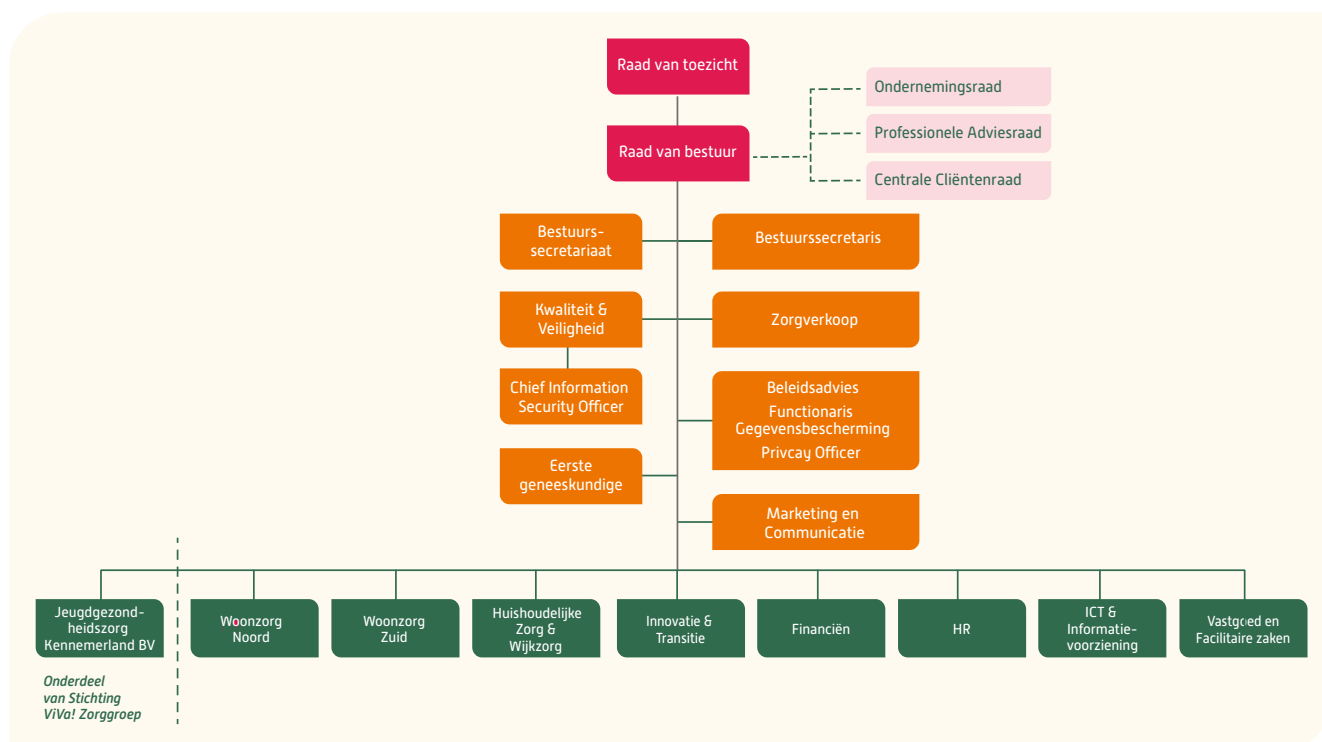 Raad van toezicht
Ondernemingsraad
Raad van bestuur
Professionele Adviesraad
Centrale Cliëntenraad
Bestuurs-
secretariaat
Bestuurssecretaris
Kwaliteit &
Veiligheid
Zorgverkoop
Chief Information
Security Officer
Beleidsadvies
Functionaris
Gegevensbescherming
Privcay Officer
Eerste
geneeskundige
Marketing en
Communicatie
Jeugdgezond-
heidszorg
Kennemerland BV
Woonzorg
Noord
Woonzorg
Zuid
Huishoudelijke
Zorg &
Wijkzorg
Innovatie &
Transitie
Financiën
HR
ICT &
Informatie-
voorziening
Vastgoed en
Facilitaire zaken
Onderdeel
van Stichting
ViVa! Zorggroep